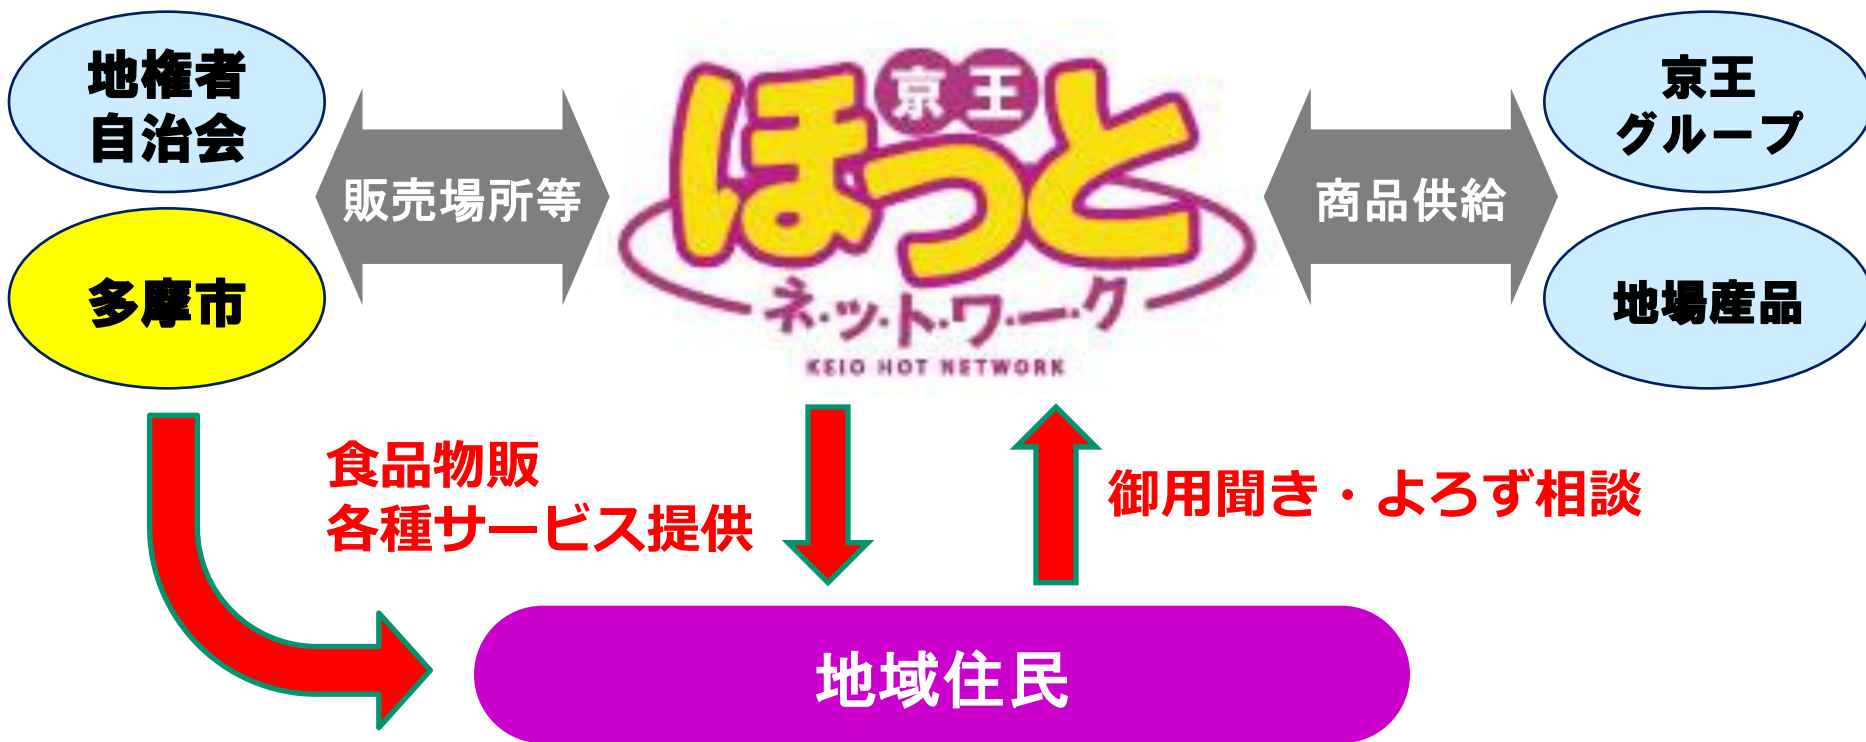 地権者
自治会
多摩市
販売場所等
京王
ほっと
ネ・ッ・ト・ワ・ー・ク
KEIO HOT NETWORK
商品供給
京王
グループ
地場産品
食品物販
各種サービス提供
御用聞き・よろず相談
地域住民